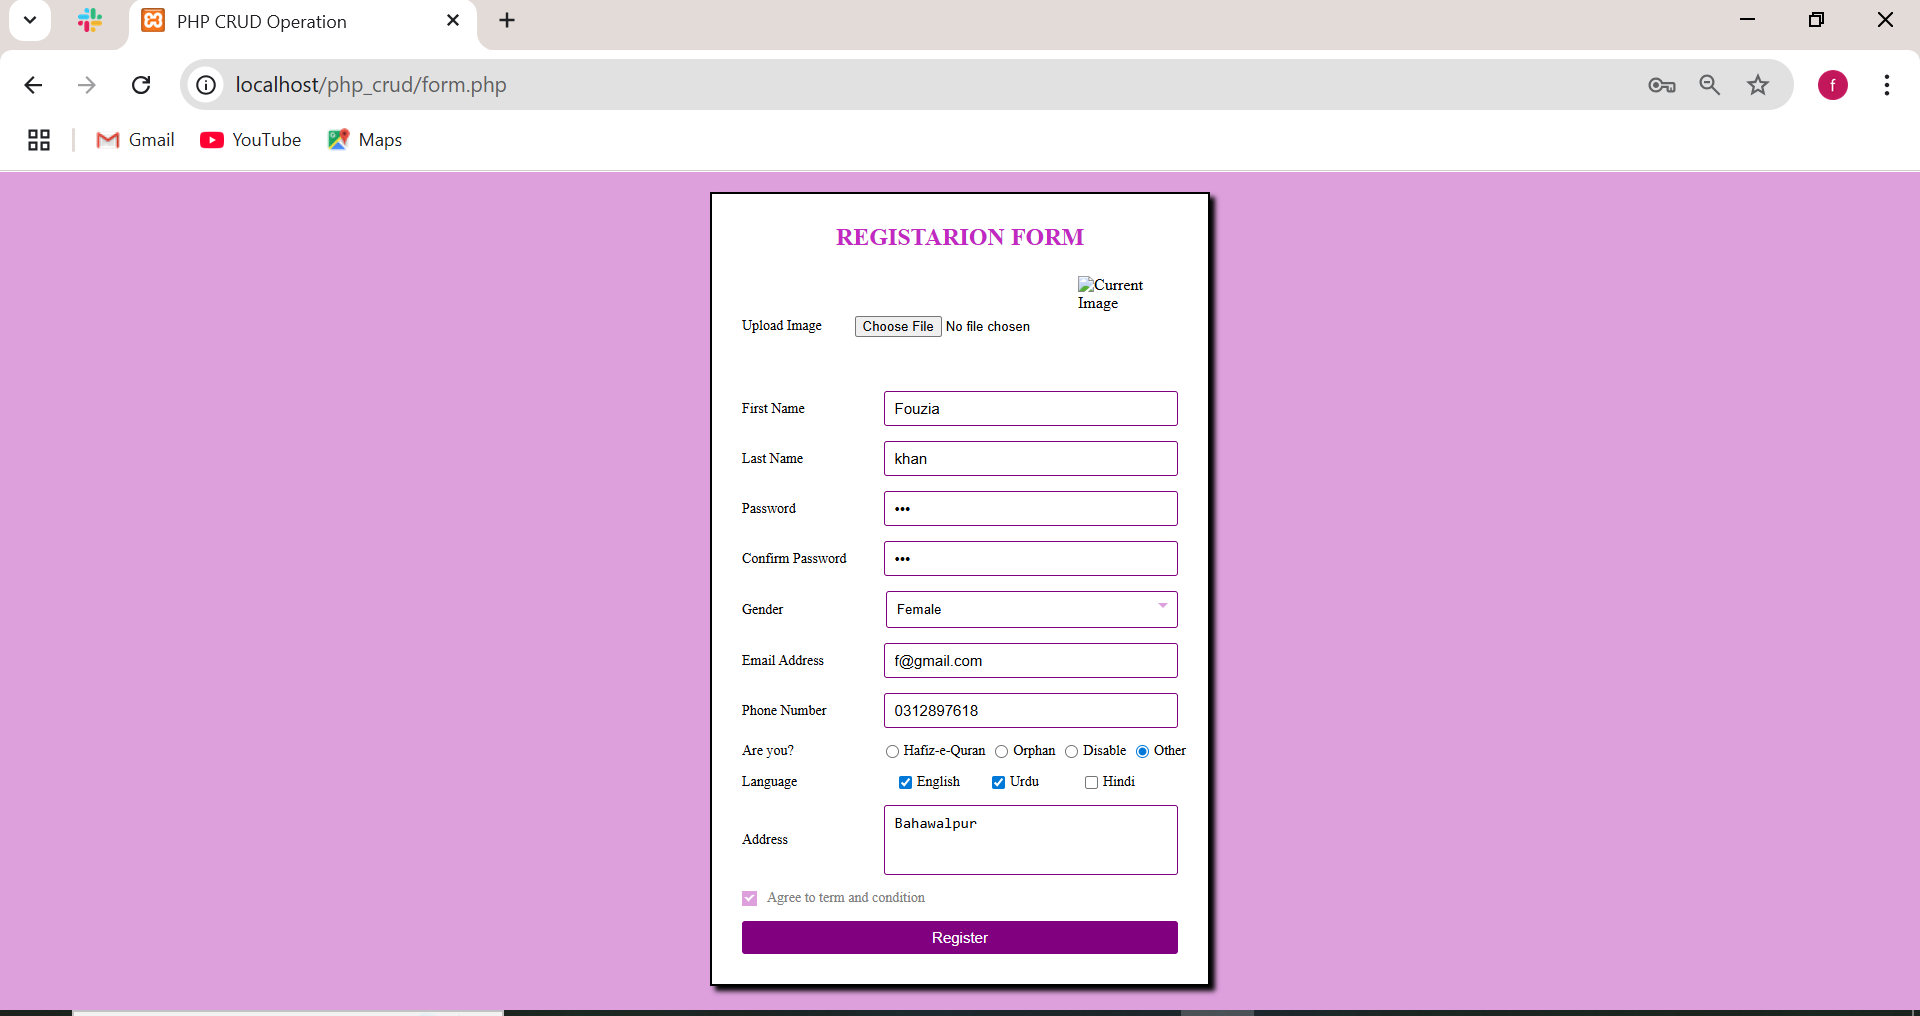 PHP CRUD Operation
localhost/php_crud/form.php
f
Gmail YouTube Maps
REGISTARION FORM
Current
Image
Upload Image Choose File No file chosen
First Name Fouzia
Last Name khan
Password •••
Confirm Password •••
Gender Female
Email Address f@gmail.com
Phone Number 0312897618
Are you? Hafiz-e-Quran Orphan Disable Other
Language English Urdu Hindi
Address Bahawalpur
Agree to term and condition
Register